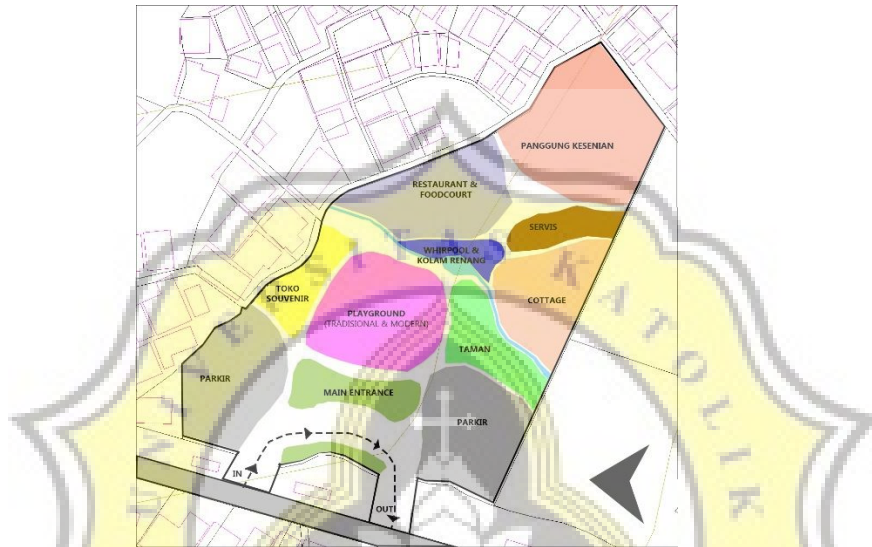 PANGGUNG KESENIAN
RESTAURANT &
FOODCOURT
SERVIS
WHIRPOOL &
KOLAM RENANG
TOKO
SOUVENIR
COTTAGE
PLAYGROUND
(TRADISIONAL & MODERN)
TAMAN
PARKIR
MAIN ENTRANCE
PARKIR
IN
OUT